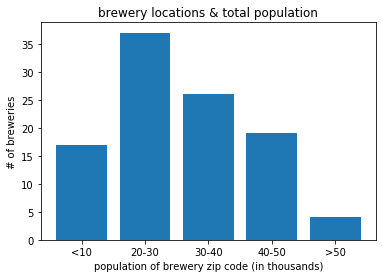 brewery locations & total population
# of breweries
35
30
25
20
15
10
5
0
<10 20-30 30-40 40-50 >50
population of brewery zip code (in thousands)